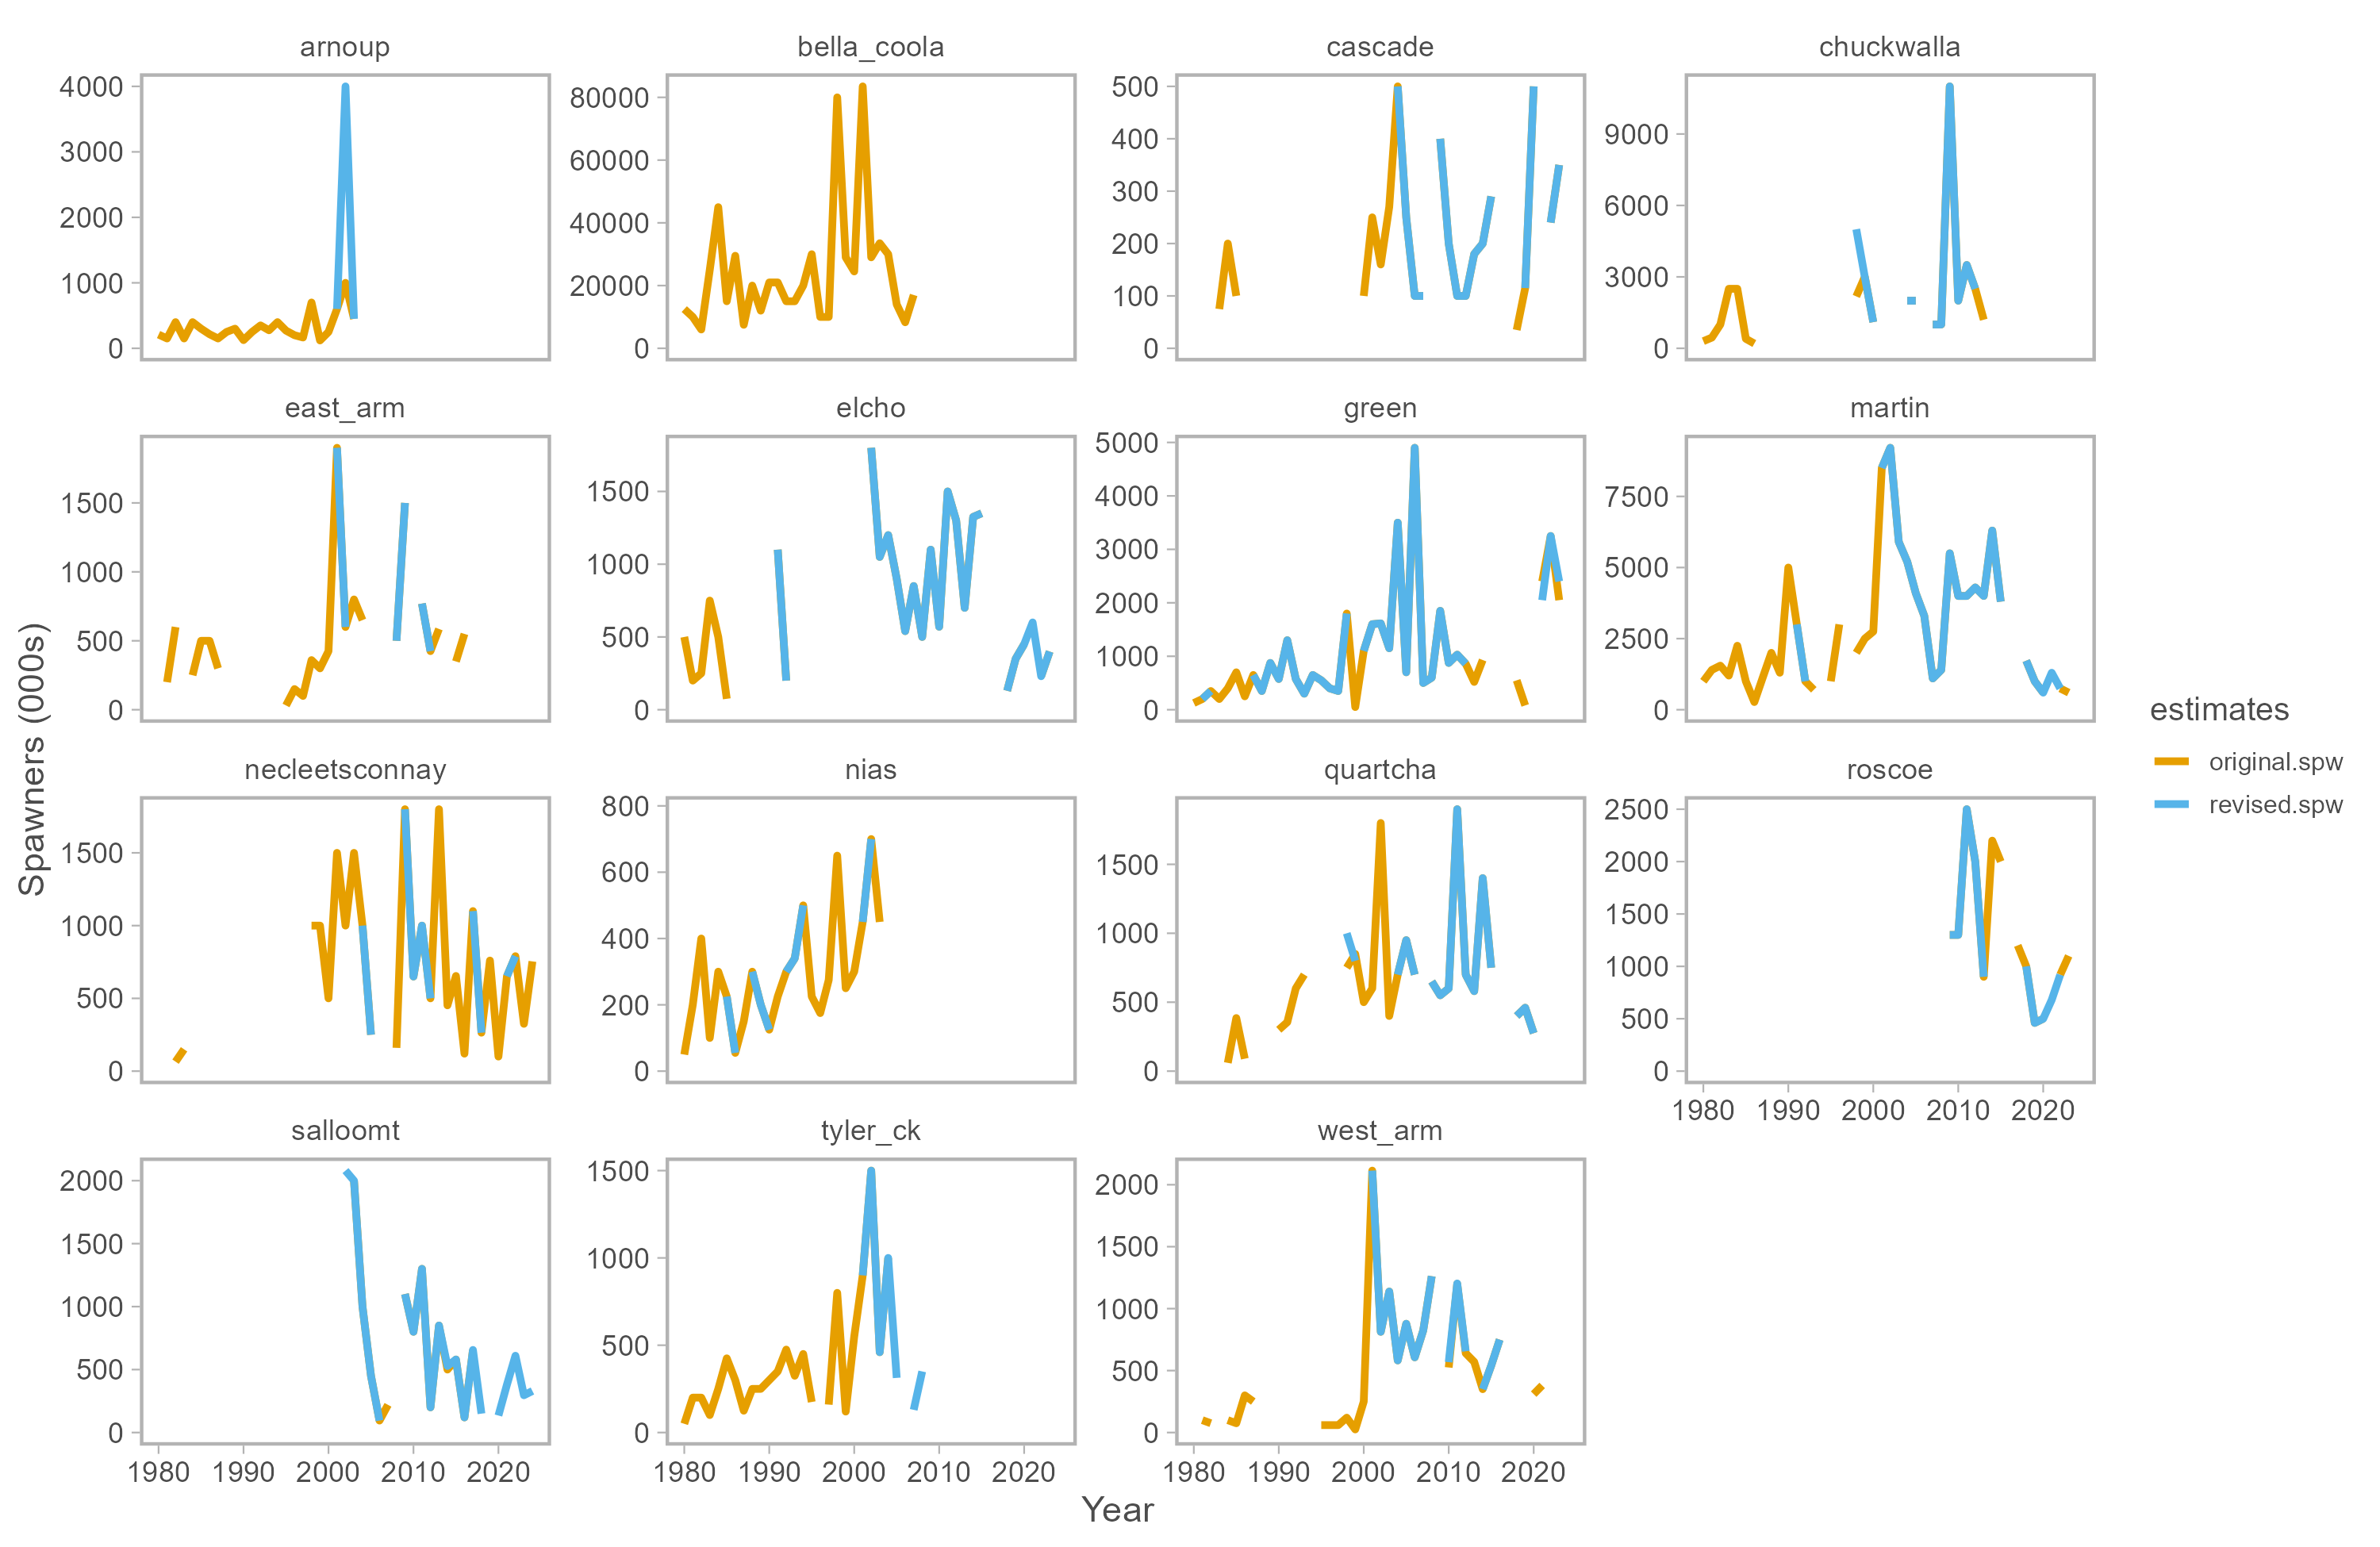 arnoup
bella_coola
cascade
chuckwalla
4000
3000
2000
1000
0
80000
60000
40000
20000
0
500
400
300
200
100
0
9000
6000
3000
0
east_arm
elcho
green
martin
1500
1000
500
0
1500
1000
500
0
5000
4000
3000
2000
1000
0
7500
5000
2500
0
necleetsconnay
nias
quartcha
roscoe
1500
1000
500
0
800
600
400
200
0
1500
1000
500
0
2500
2000
1500
1000
500
0
1980 1990 2000 2010 2020
salloomt
tyler_ck
west_arm
2000
1500
1000
500
0
1500
1000
500
0
2000
1500
1000
500
0
1980 1990 2000 2010 2020
1980 1990 2000 2010 2020
1980 1990 2000 2010 2020
Year
Spawners (000s)
estimates
original.spw
revised.spw